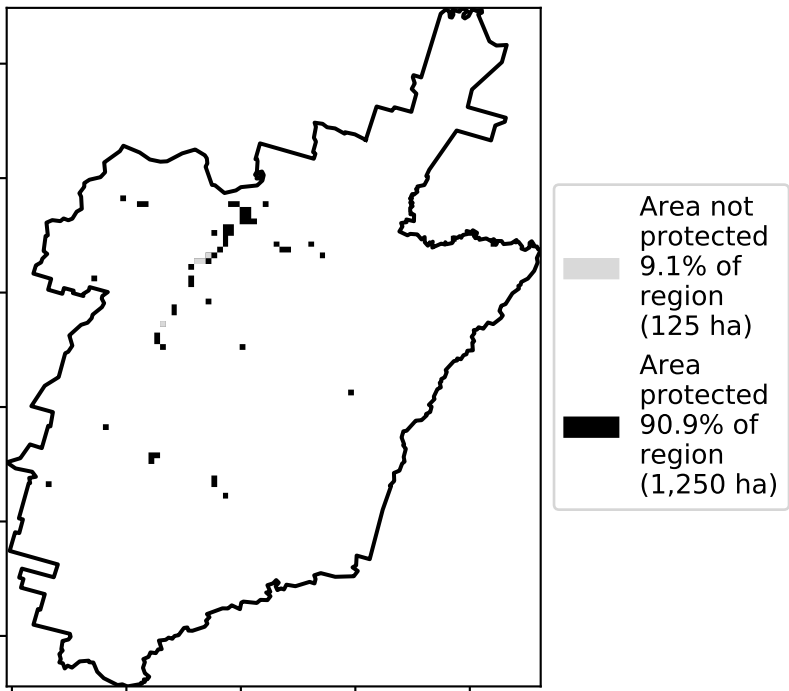 Area not
protected
9.1% of
region
(125 ha)
Area
protected
90.9% of
region
(1,250 ha)